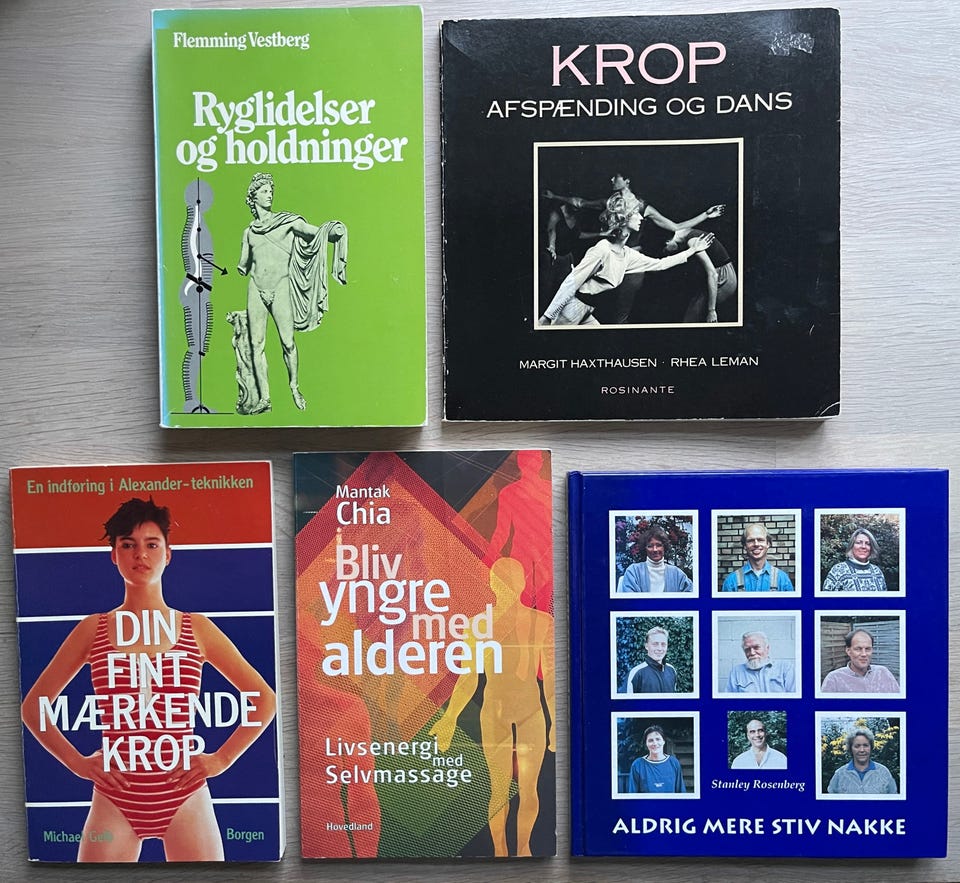 Flemming Vestberg
Ryglidelser
og holdninger
KROP
AFSPÆNDING OG DANS
MARGIT HAXTHAUSEN · RHEA LEMAN
ROSINANTE
En indføring i Alexander-teknikken
DIN
FINT
MÆRKENDE
KROP
Michael Gelb
Borgen
Mantak
Chia
Bliv
yngre
med
alderen
Livsenergi
med
Selvmassage
Hovedland
Stanley Rosenberg
ALDRIG MERE STIV NAKKE